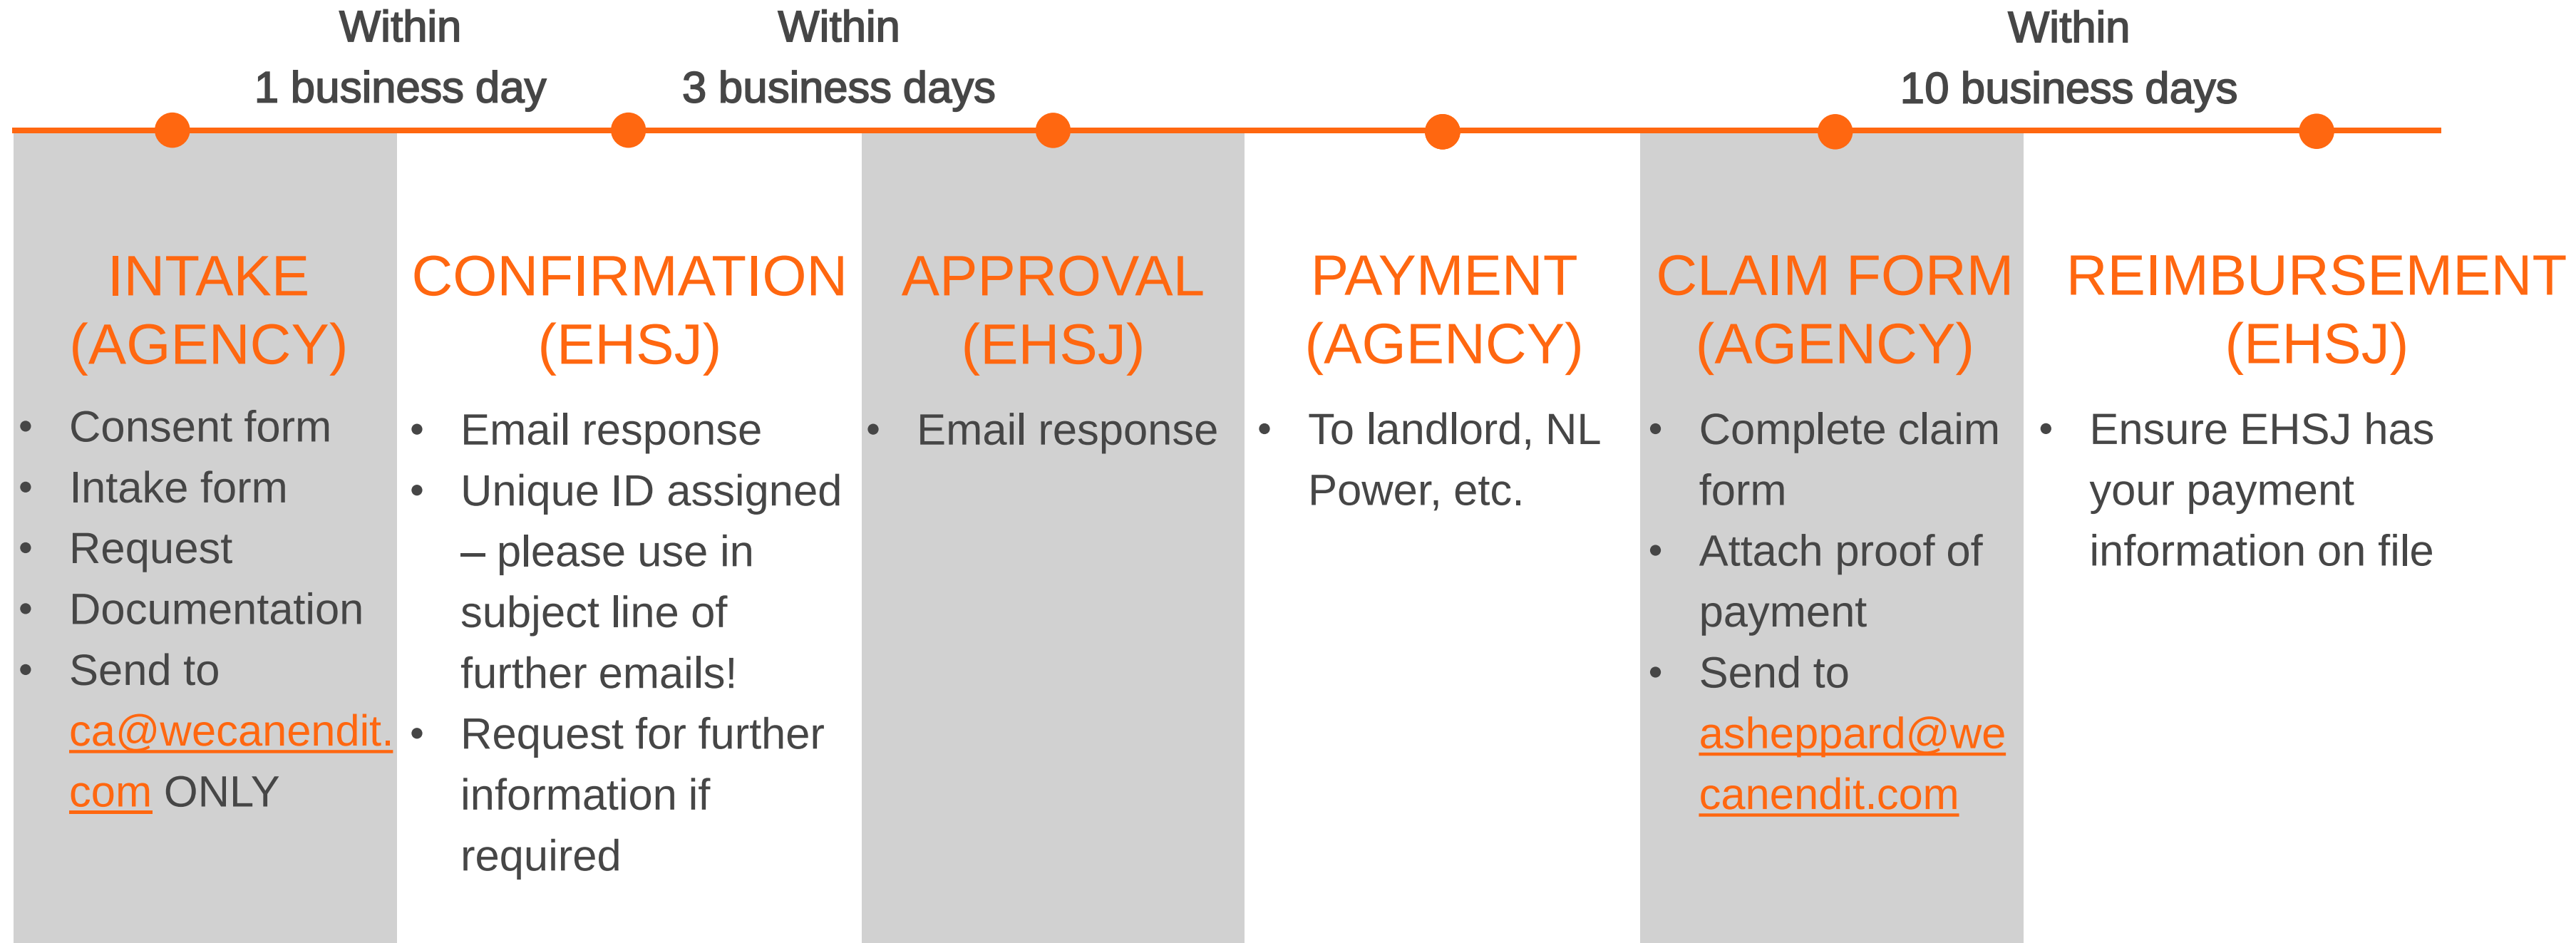 Within
1 business day
Within
3 business days
Within
10 business days
INTAKE
(AGENCY)
• Consent form
• Intake form
• Request
• Documentation
• Send to
ca@wecanendit.
com ONLY
CONFIRMATION
(EHSJ)
• Email response
• Unique ID assigned
– please use in
subject line of
further emails!
• Request for further
information if
required
APPROVAL
(EHSJ)
• Email response
PAYMENT
(AGENCY)
• To landlord, NL
Power, etc.
CLAIM FORM
(AGENCY)
• Complete claim
form
• Attach proof of
payment
• Send to
asheppard@we
canendit.com
REIMBURSEMENT
(EHSJ)
• Ensure EHSJ has
your payment
information on file